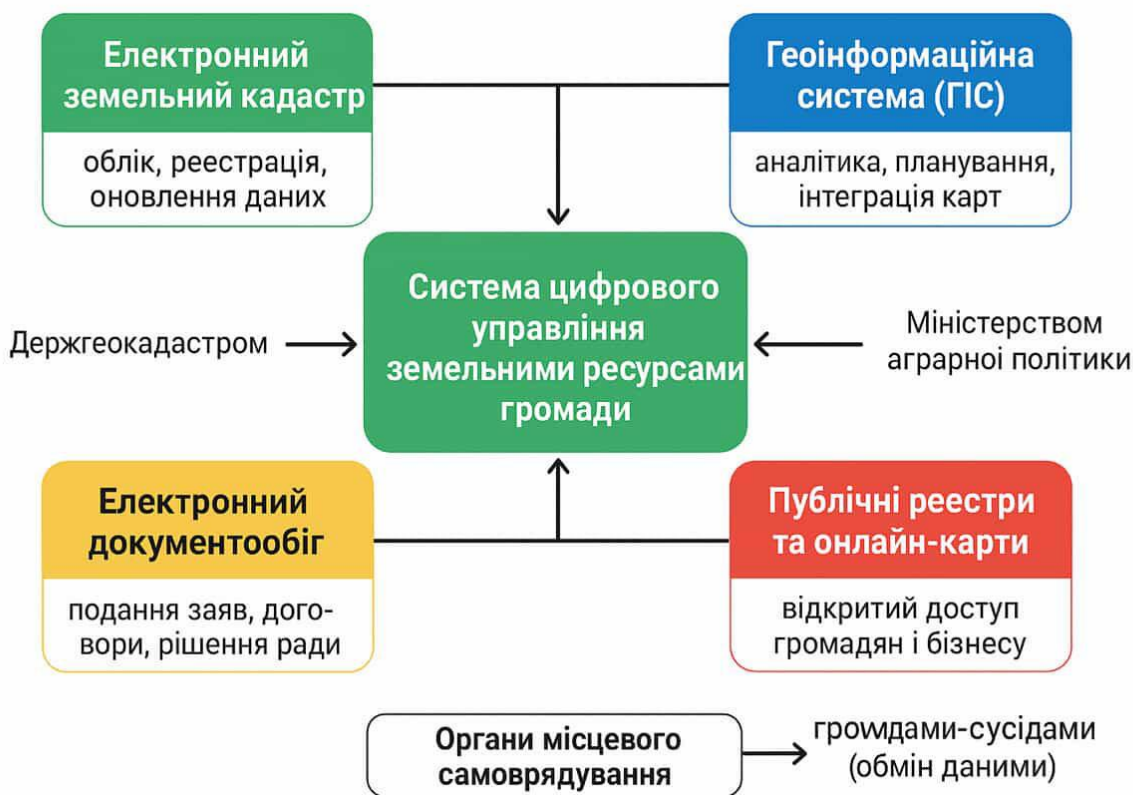 Електронний
земельний кадастр
облік, реестрація,
оновлення даних
Геоінформаційна
система (ГІС)
аналітика, планування,
інтеграція карт
Система цифрового
управління
земельними ресурсами
громади
Держгеокадастром
Міністерством
аграрної політики
Електронний
документообіг
подання заяв, дого-
вори, рішення ради
Публічні реестри
та онлайн-карти
відкритий доступ
громадян і бізнесу
Органи місцевого
самоврядування
громдами-сусідами
(обмін даними)